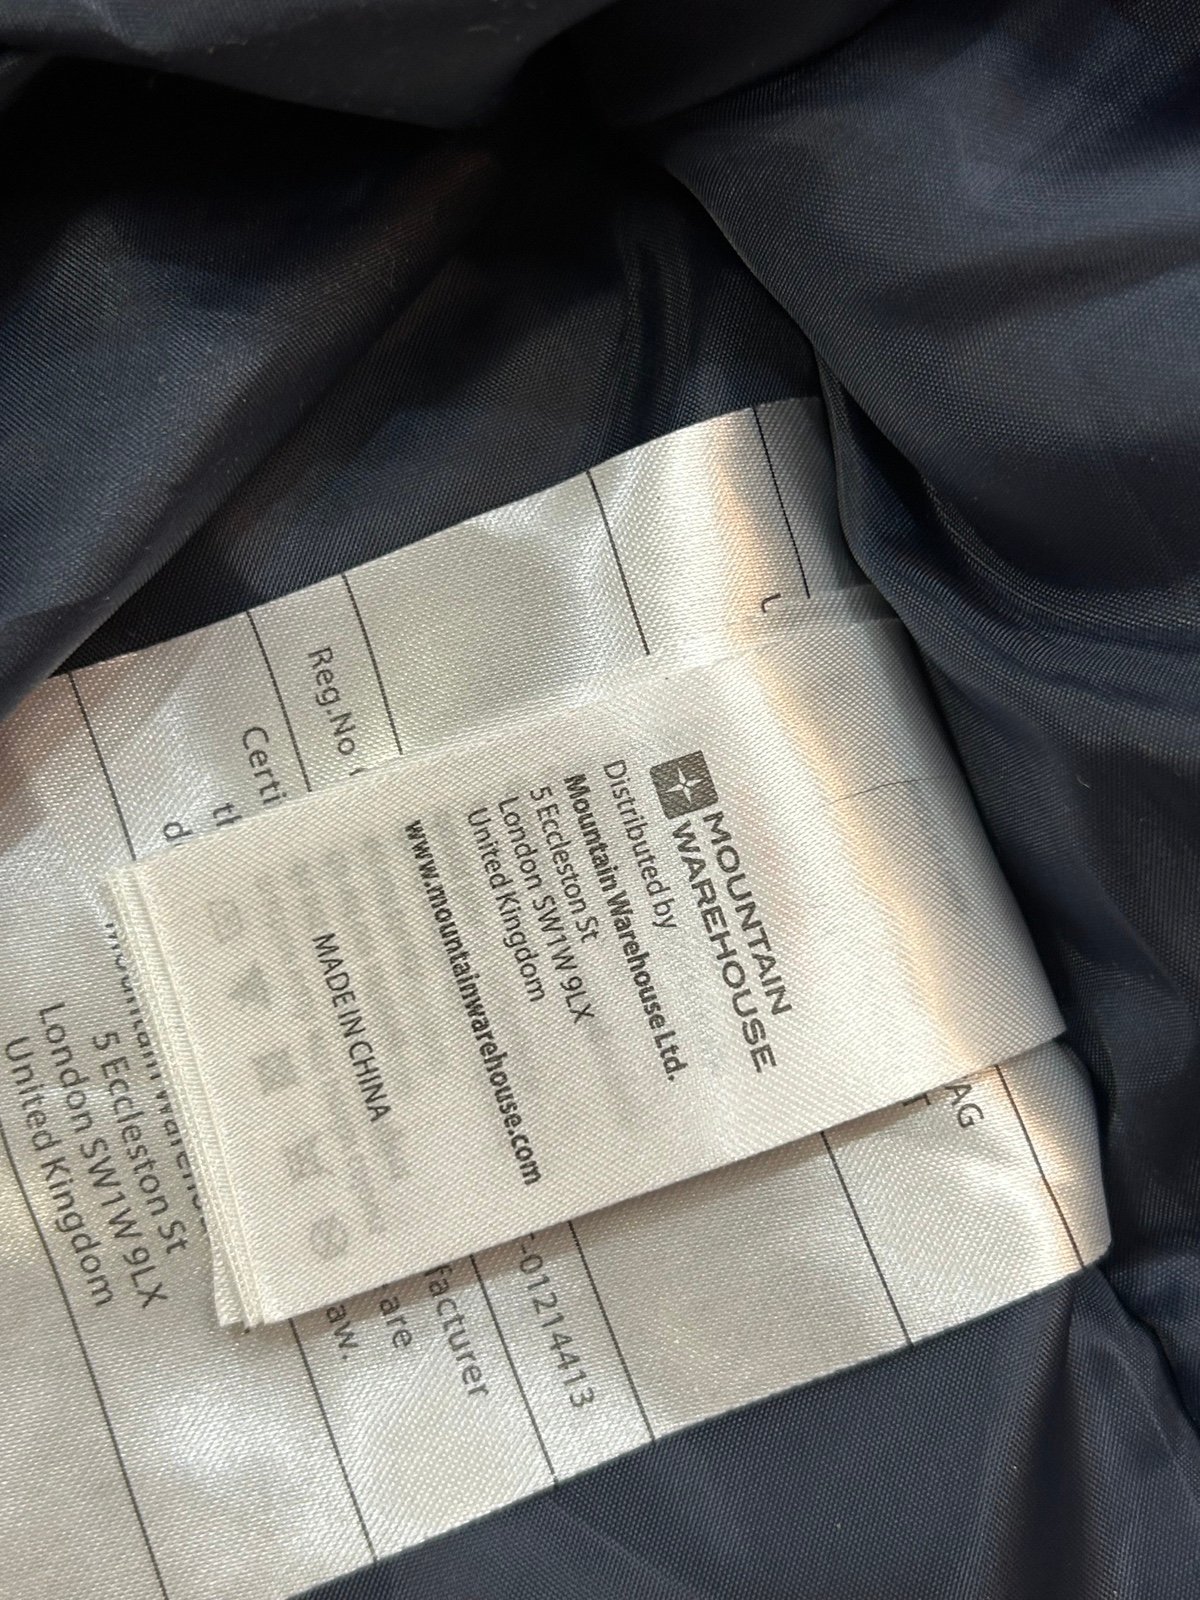 MOUNTAIN
WAREHOUSE
Distributed by
Mountain Warehouse Ltd.
5 Eccleston St
London SW1W 9LX
United Kingdom
www.mountainwarehouse.com
MADE IN CHINA
AG
T
Reg.No
-01214413
Certi
facturer
th
are
d
aw.
5 Eccleston St
London SW1W 9LX
United Kingdom